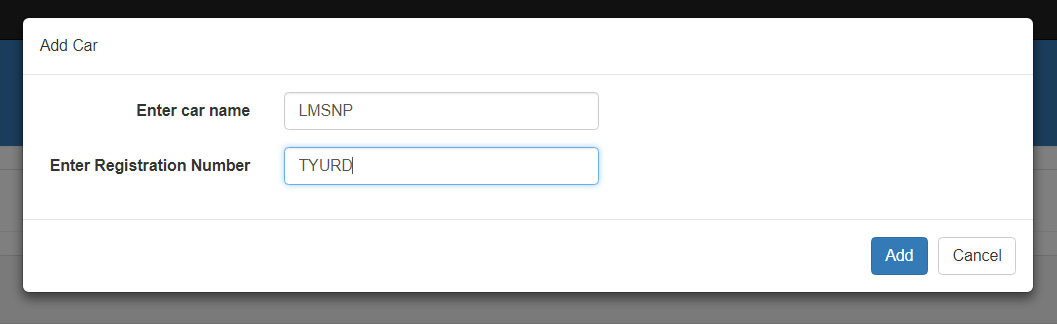 Add Car
Enter car name LMSNP
Enter Registration Number TYURD
Add Cancel